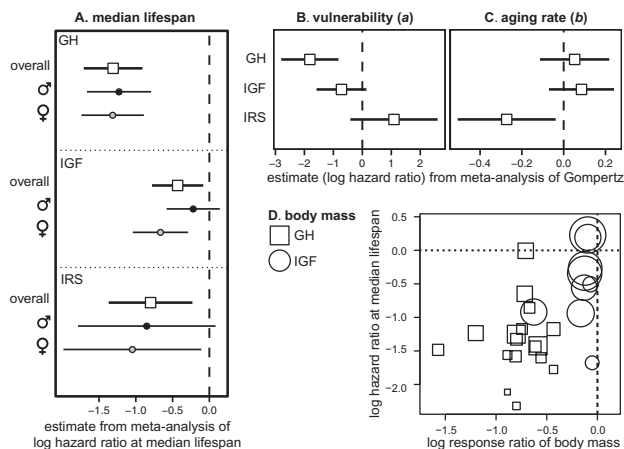 A. median lifespan
GH
overall
♂
♀
IGF
overall
♂
♀
IRS
overall
♂
♀
−1.5 −1.0 −0.5 0.0
estimate from meta-analysis of
log hazard ratio at median lifespan
B. vulnerability (a)
C. aging rate (b)
GH
IGF
IRS
−3 −2 −1 0 1 2
−0.4 −0.2 0.0 0.2
estimate (log hazard ratio) from meta-analysis of Gompertz
D. body mass
GH
IGF
log hazard ratio at median lifespan
0.5
0.0
−0.5
−1.0
−1.5
−2.0
−1.5 −1.0 −0.5 0.0
log response ratio of body mass